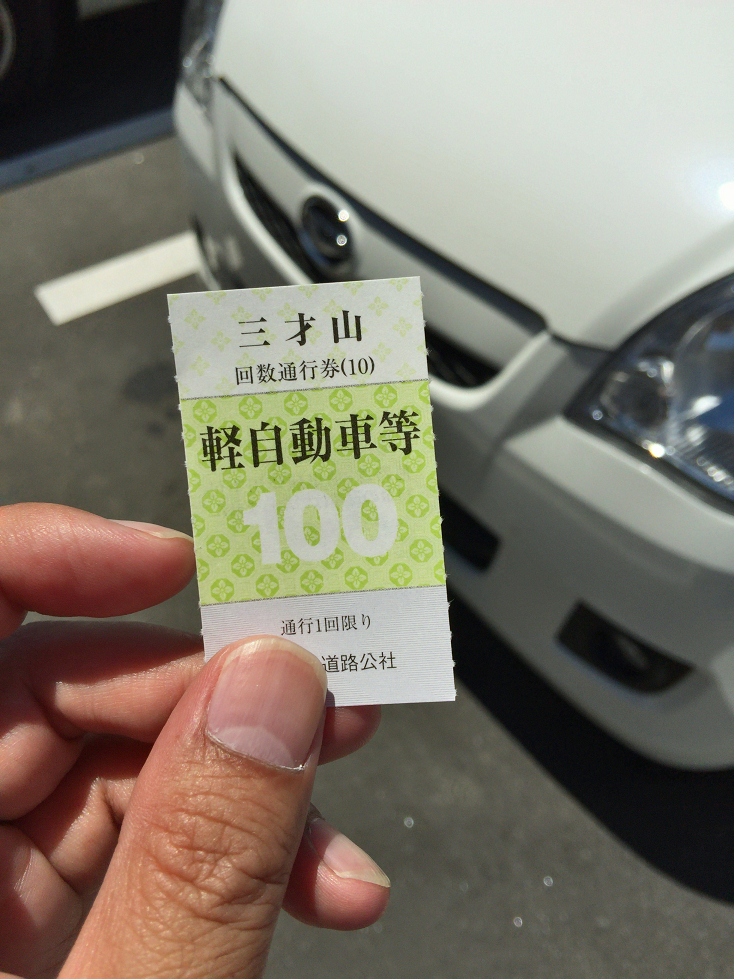 三才山
回数通行券(10)
軽自動車等
100
通行1回限り
道路公社